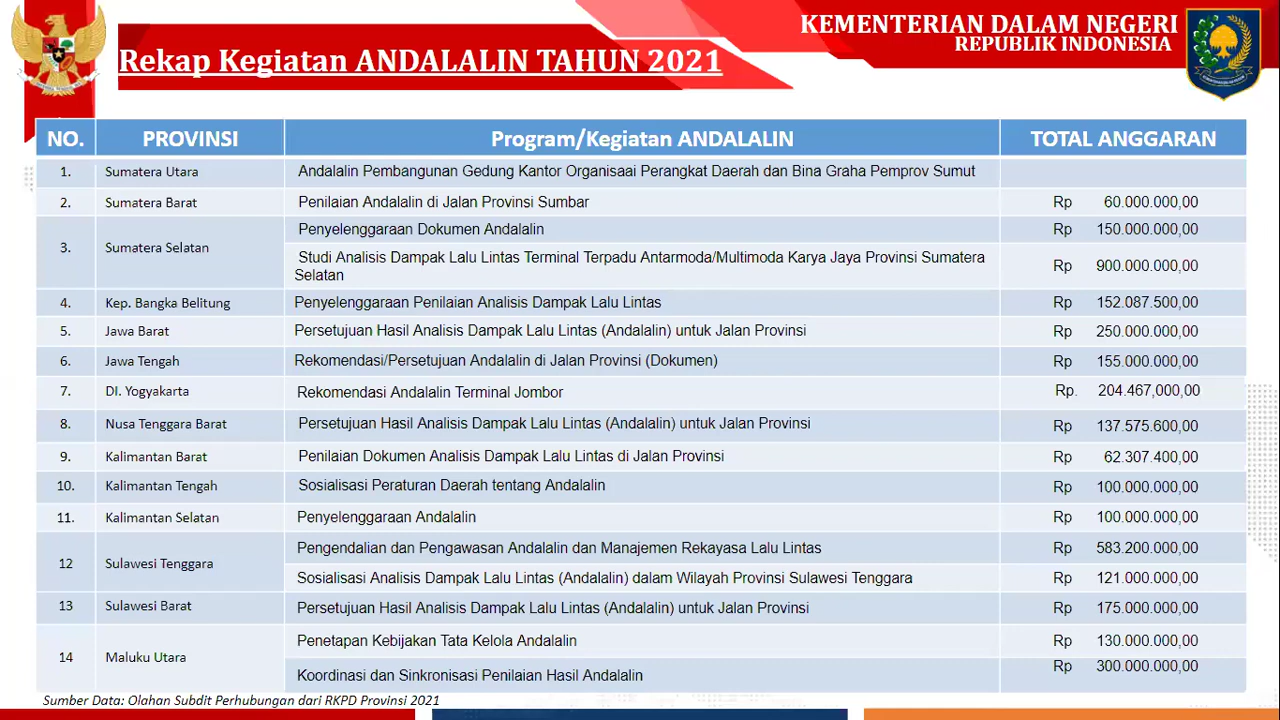 KEMENTERIAN DALAM NEGERI
REPUBLIK INDONESIA
Rekap Kegiatan ANDALALIN TAHUN 2021
NO. PROVINSI Program/Kegiatan ANDALALIN TOTAL ANGGARAN
1. Sumatera Utara Andalalin Pembangunan Gedung Kantor Organisaai Perangkat Daerah dan Bina Graha Pemprov Sumut
2. Sumatera Barat Penilaian Andalalin di Jalan Provinsi Sumbar Rp 60.000.000,00
3. Sumatera Selatan Penyelenggaraan Dokumen Andalalin Rp 150.000.000,00
Studi Analisis Dampak Lalu Lintas Terminal Terpadu Antarmoda/Multimoda Karya Jaya Provinsi Sumatera
Selatan Rp 900.000.000,00
4. Kep. Bangka Belitung Penyelenggaraan Penilaian Analisis Dampak Lalu Lintas Rp 152.087.500,00
5. Jawa Barat Persetujuan Hasil Analisis Dampak Lalu Lintas (Andalalin) untuk Jalan Provinsi Rp 250.000.000,00
6. Jawa Tengah Rekomendasi/Persetujuan Andalalin di Jalan Provinsi (Dokumen) Rp 155.000.000,00
7. DI. Yogyakarta Rekomendasi Andalalin Terminal Jombor Rp. 204.467,000,00
8. Nusa Tenggara Barat Persetujuan Hasil Analisis Dampak Lalu Lintas (Andalalin) untuk Jalan Provinsi Rp 137.575.600,00
9. Kalimantan Barat Penilaian Dokumen Analisis Dampak Lalu Lintas di Jalan Provinsi Rp 62.307.400,00
10. Kalimantan Tengah Sosialisasi Peraturan Daerah tentang Andalalin Rp 100.000.000,00
11. Kalimantan Selatan Penyelenggaraan Andalalin Rp 100.000.000,00
12 Sulawesi Tenggara Pengendalian dan Pengawasan Andalalin dan Manajemen Rekayasa Lalu Lintas Rp 583.200.000,00
Sosialisasi Analisis Dampak Lalu Lintas (Andalalin) dalam Wilayah Provinsi Sulawesi Tenggara Rp 121.000.000,00
13 Sulawesi Barat Persetujuan Hasil Analisis Dampak Lalu Lintas (Andalalin) untuk Jalan Provinsi Rp 175.000.000,00
14 Maluku Utara Penetapan Kebijakan Tata Kelola Andalalin Rp 130.000.000,00
Koordinasi dan Sinkronisasi Penilaian Hasil Andalalin Rp 300.000.000,00
Sumber Data: Olahan Subdit Perhubungan dari RKPD Provinsi 2021